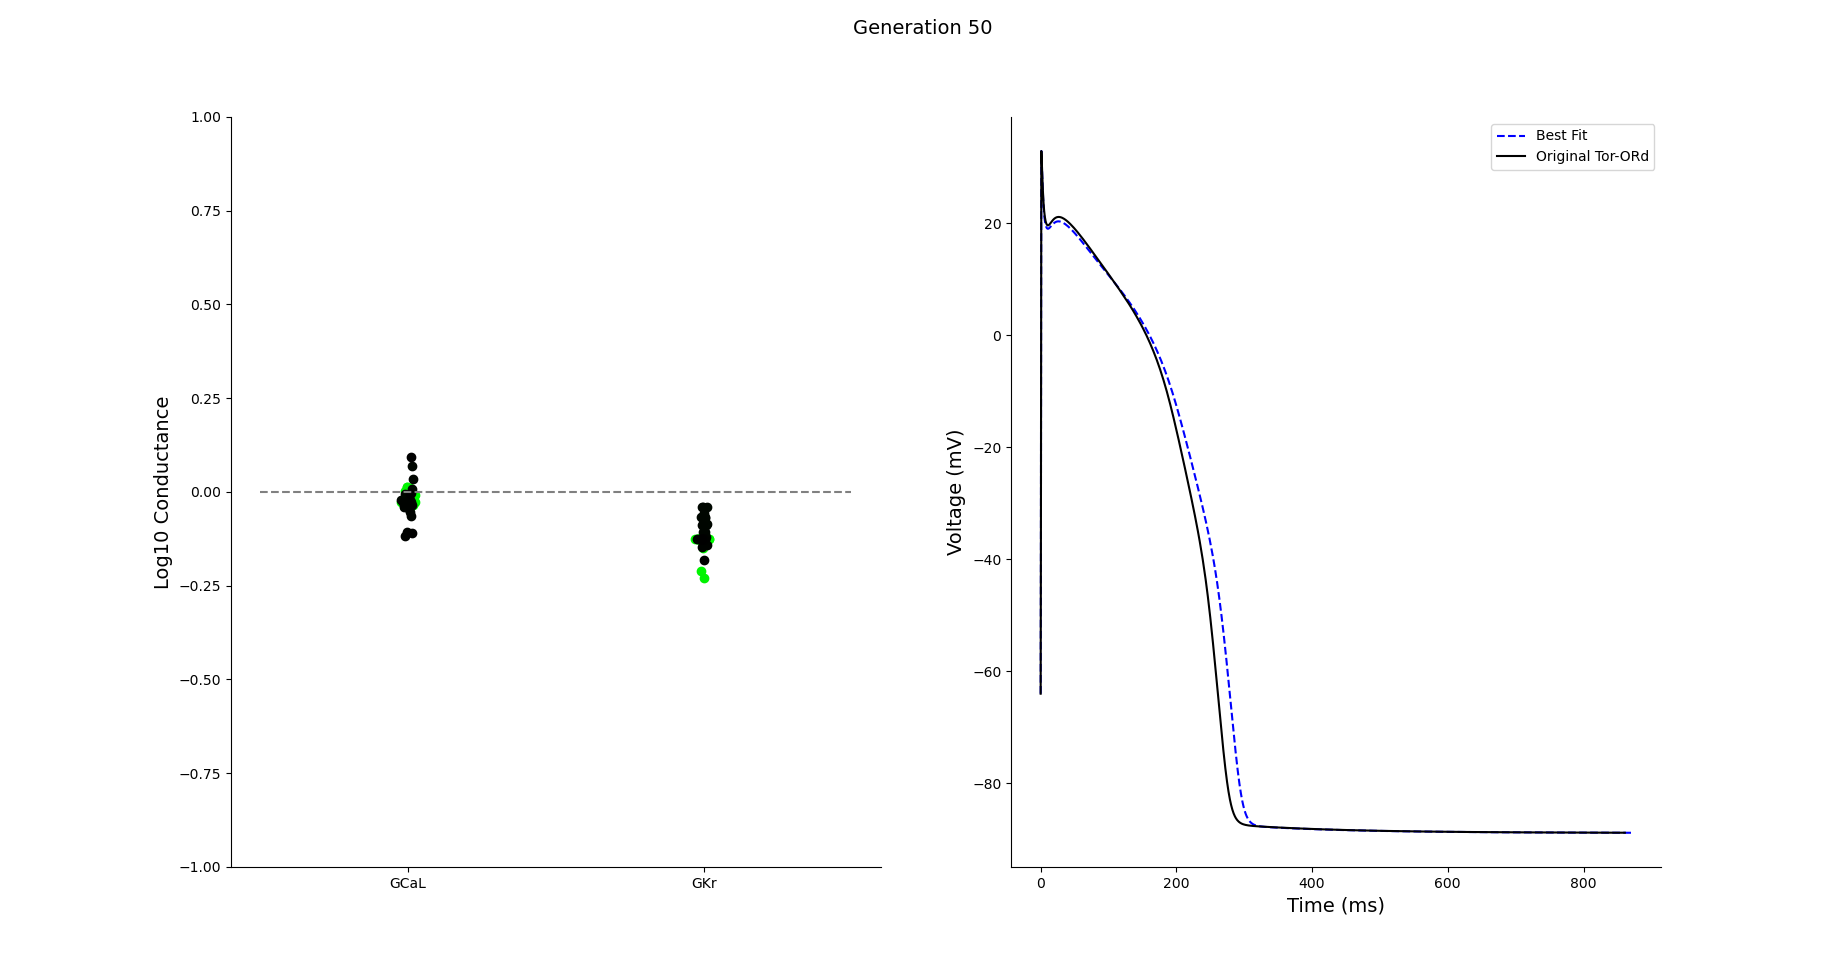 Generation 50
1.00
0.75
0.50
0.25
0.00
−0.25
−0.50
−0.75
−1.00
Log10 Conductance
GCaL
GKr
Best Fit
Original Tor-ORd
20
0
−20
−40
−60
−80
Voltage (mV)
0
200
400
600
800
Time (ms)